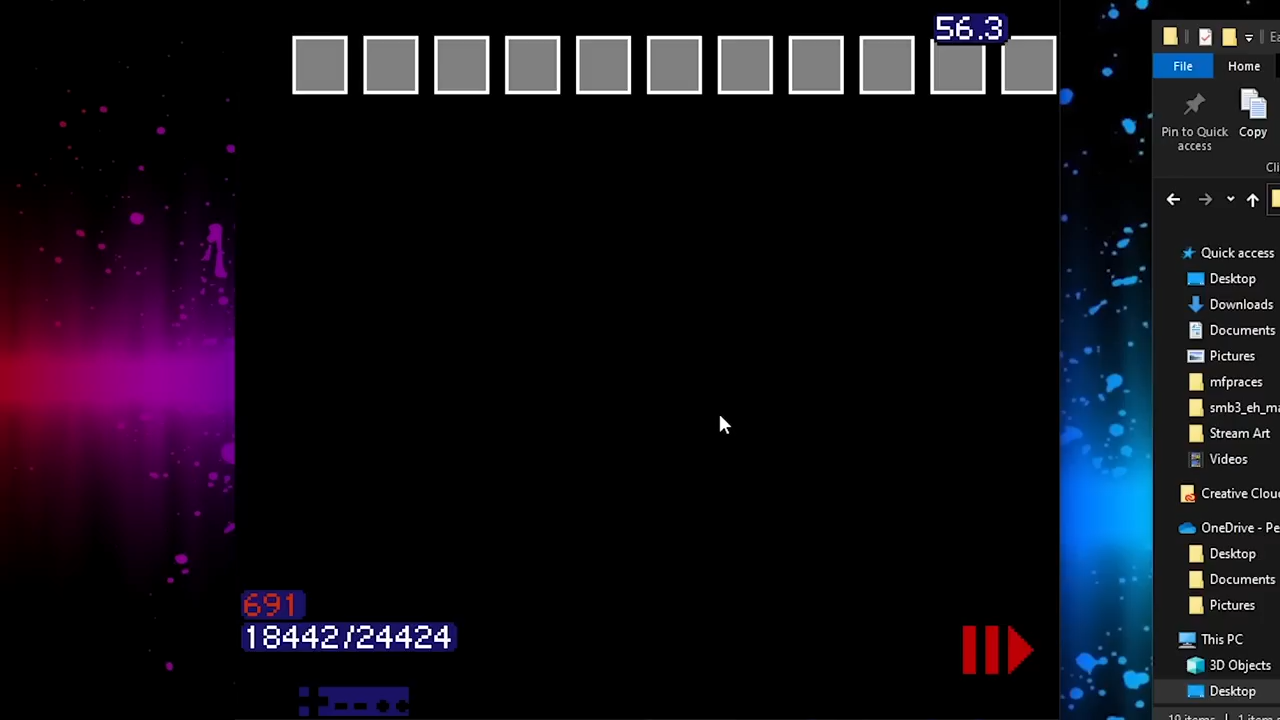 56.3
File
Home
Pin to Quick
access
Copy
Quick access
Desktop
Downloads
Documents
Pictures
mfpraces
smb3_eh_ma
Stream Art
Videos
Creative Clou
OneDrive - Pe
Desktop
Documents
Pictures
This PC
3D Objects
Desktop
691
18442/24424